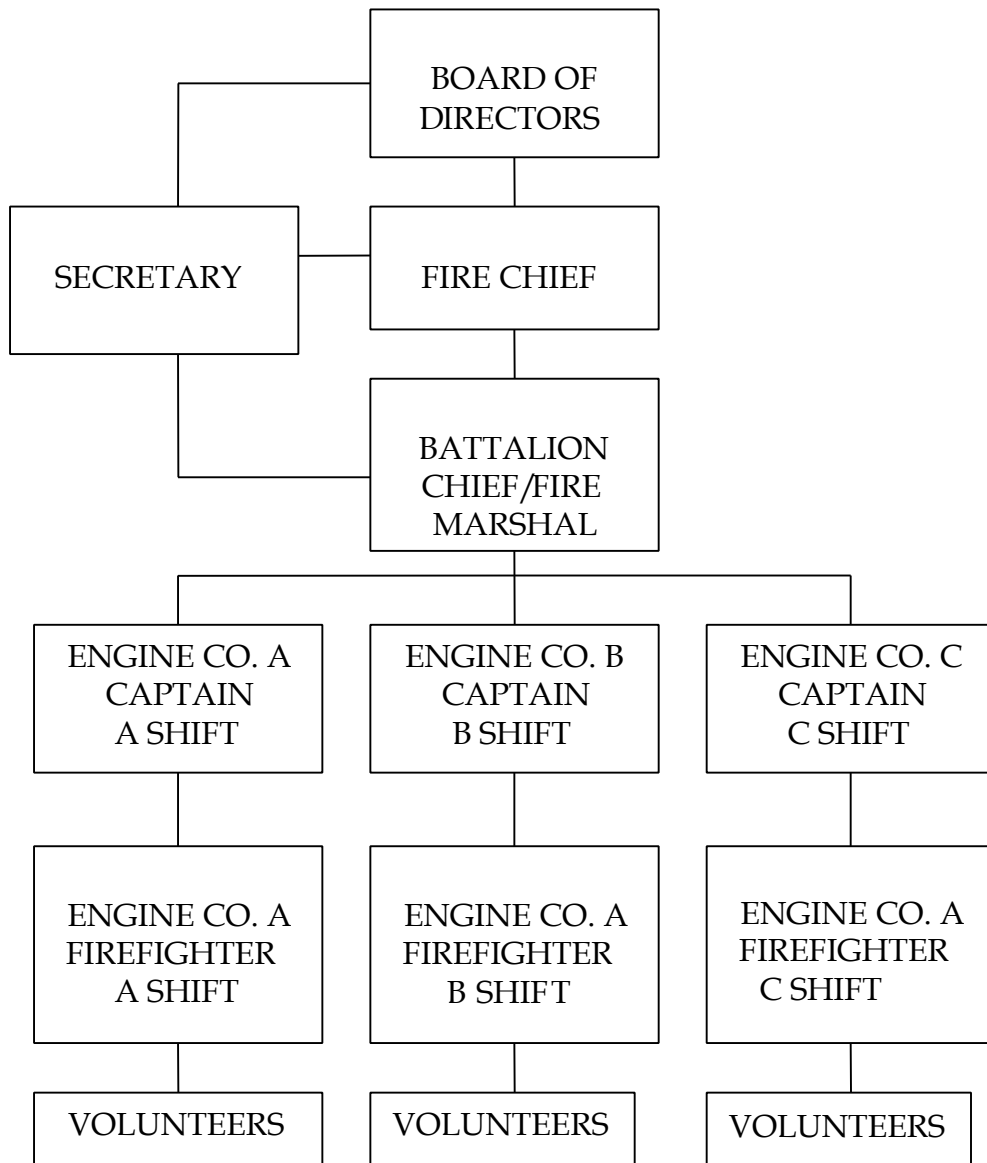 BOARD OF
DIRECTORS
SECRETARY
FIRE CHIEF
BATTALION
CHIEF/FIRE
MARSHAL
ENGINE CO. A
CAPTAIN
A SHIFT
ENGINE CO. B
CAPTAIN
B SHIFT
ENGINE CO. C
CAPTAIN
C SHIFT
ENGINE CO. A
FIREFIGHTER
A SHIFT
ENGINE CO. A
FIREFIGHTER
B SHIFT
ENGINE CO. A
FIREFIGHTER
C SHIFT
VOLUNTEERS
VOLUNTEERS
VOLUNTEERS